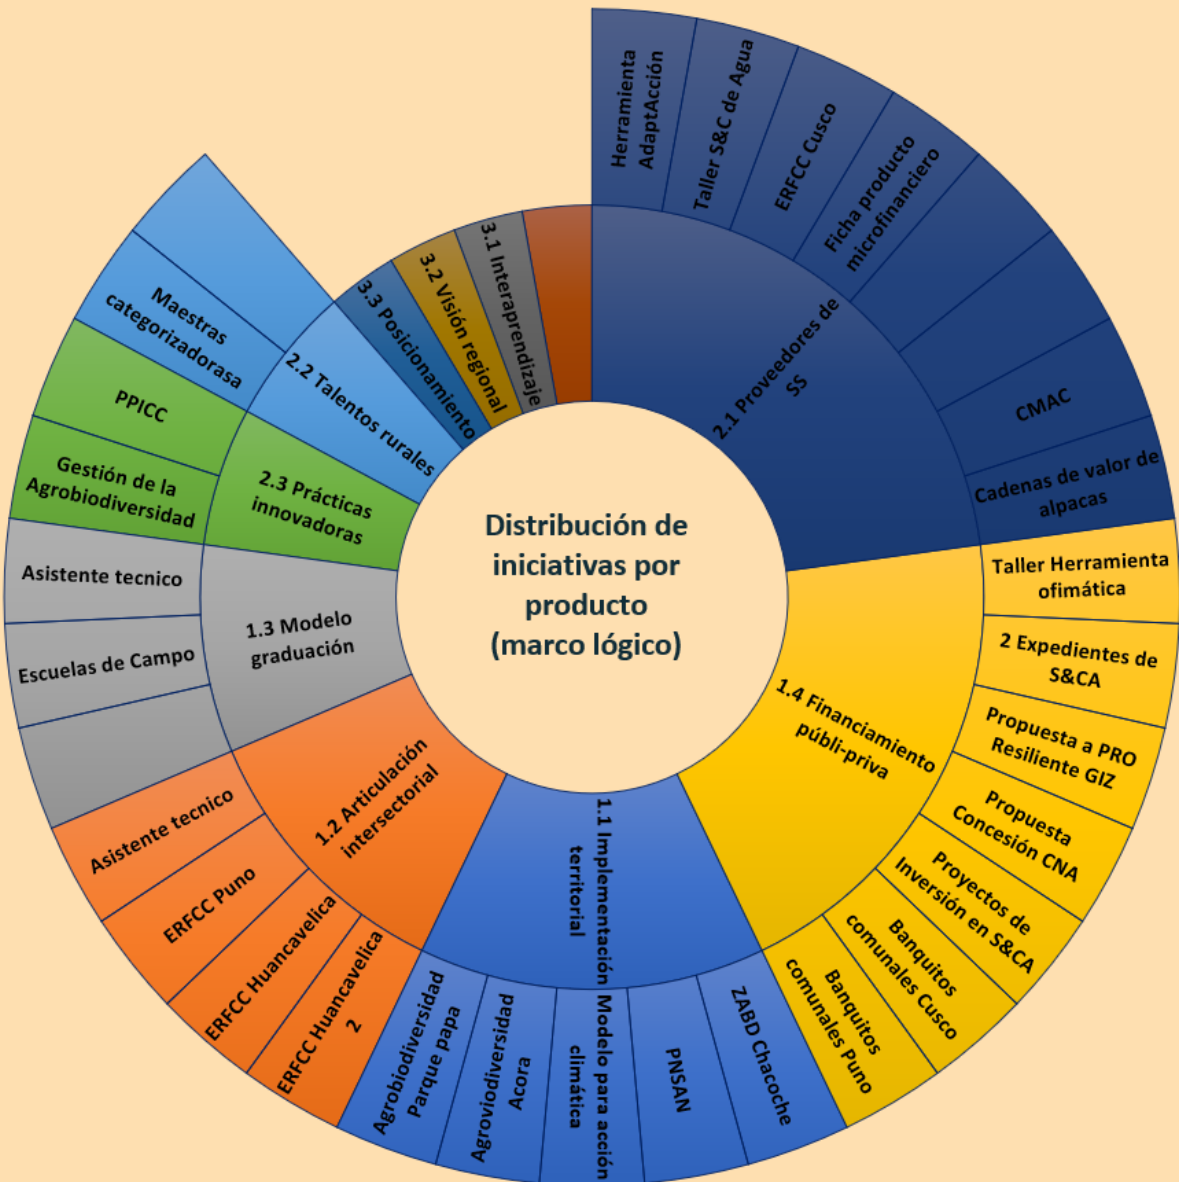 Distribución de
iniciativas por
producto
(marco lógico)
2.1 Proveedores de
SS
Herramienta
AdaptAcción
Taller S&C de Agua
ERFCC Cusco
Ficha producto
microfinanciero
CMAC
Cadenas de valor de
alpacas
1.4 Financiamiento
públi-priva
Taller Herramienta
ofimática
2 Expedientes de
S&CA
Propuesta a PRO
Resiliente GIZ
Propuesta
Concesión CNA
Proyectos de
Inversión en S&CA
Banquitos
comunales Cusco
Banquitos
comunales Puno
1.1 Implementación
territorial
ZABD Chacoche
PNSAN
Modelo para acción
climática
Agroviodiversidad
Acora
Agrobiodiversidad
Parque papa
1.2 Articulación
intersectorial
ERFCC Huancavelica
2
ERFCC Huancavelica
ERFCC Puno
Asistente tecnico
1.3 Modelo
graduación
Escuelas de Campo
Asistente tecnico
2.3 Prácticas
innovadoras
Gestión de la
Agrobiodiversidad
PPICC
2.2 Talentos rurales
Maestras
categorizadorasa
3.3 Posicionamiento
3.2 Visión regional
3.1 Interaprendizaje